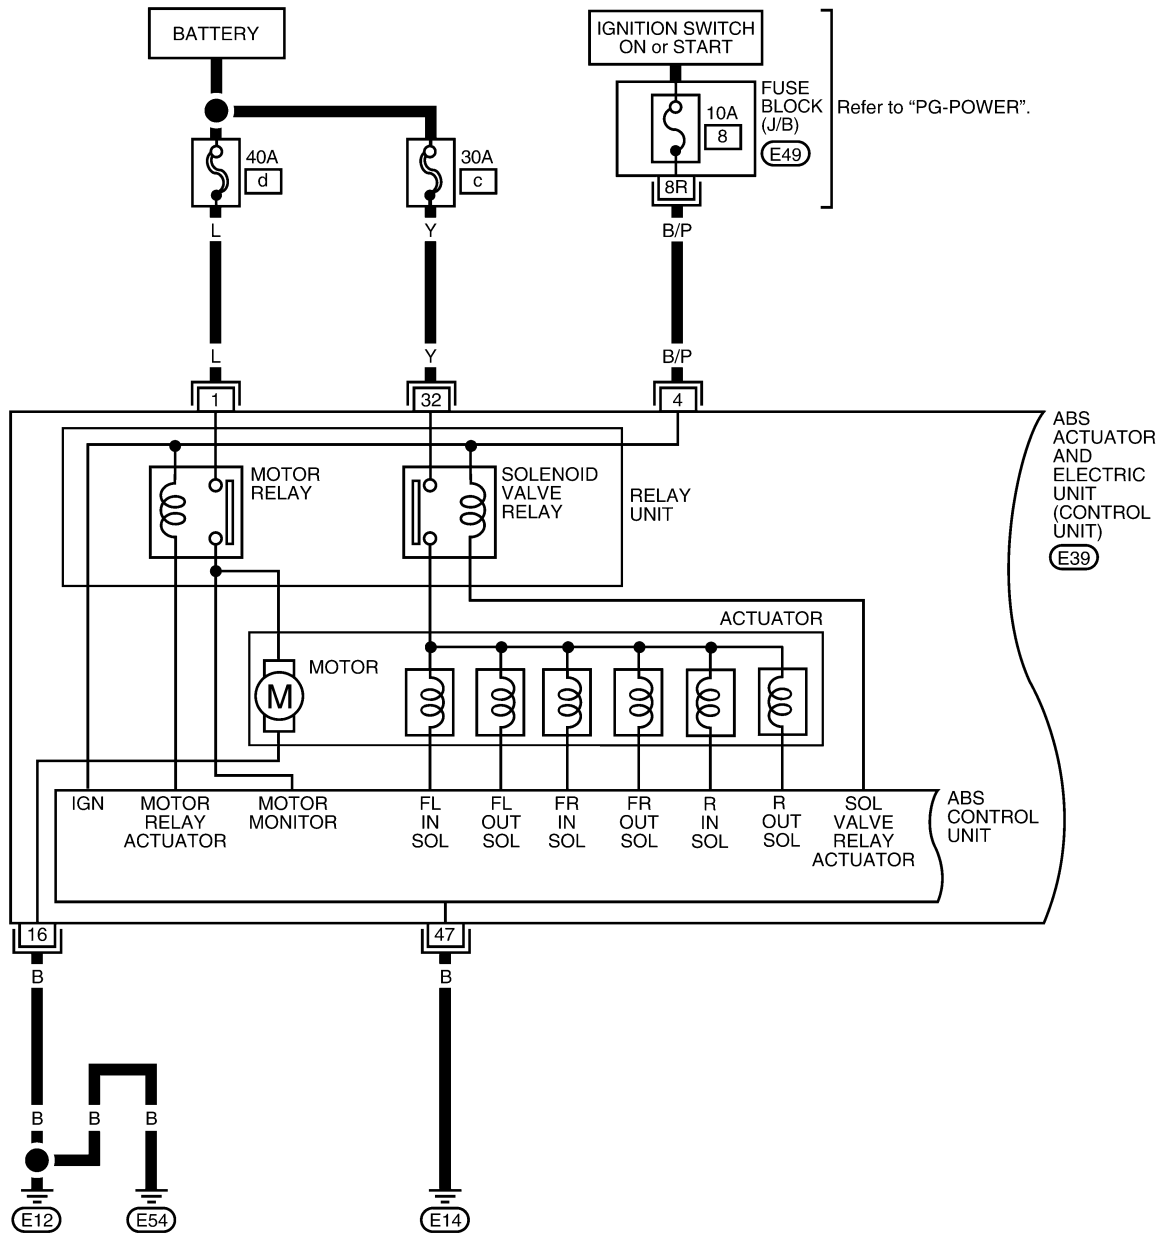 BATTERY
IGNITION SWITCH
ON or START
FUSE
BLOCK
(J/B)
E49
Refer to “PG-POWER”.
40A
d
30A
c
10A
8
8R
L
Y
B/P
L
Y
B/P
1
32
4
MOTOR
RELAY
SOLENOID
VALVE
RELAY
RELAY
UNIT
ABS
ACTUATOR
AND
ELECTRIC
UNIT
(CONTROL
UNIT)
E39
ACTUATOR
MOTOR
M
IGN
MOTOR
RELAY
ACTUATOR
MOTOR
MONITOR
FL
IN
SOL
FL
OUT
SOL
FR
IN
SOL
FR
OUT
SOL
R
IN
SOL
R
OUT
SOL
SOL
VALVE
RELAY
ACTUATOR
ABS
CONTROL
UNIT
16
47
B
B
B
B
B
E12
E54
E14